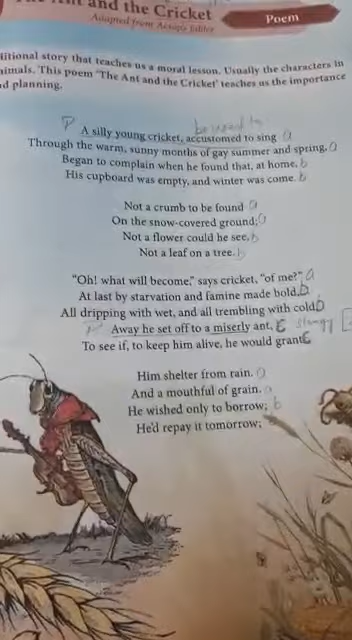 The Ant and the Cricket
Adapted from Aesop's Fables
Poem
ditional story that teaches us a moral lesson. Usually the characters in
nimals. This poem 'The Ant and the Cricket' teaches us the importance
d planning.
A silly young cricket, accustomed to sing a
Through the warm, sunny months of gay summer and spring, a
Began to complain when he found that, at home, b
His cupboard was empty, and winter was come. b
Not a crumb to be found a
On the snow-covered ground; a
Not a flower could he see, b
Not a leaf on a tree. b
"Oh! what will become," says cricket, "of me?" a
At last by starvation and famine made bold, b
All dripping with wet, and all trembling with cold b
Away he set off to a miserly ant, c
To see if, to keep him alive, he would grant c
Him shelter from rain. a
And a mouthful of grain. a
He wished only to borrow; b
He'd repay it tomorrow;